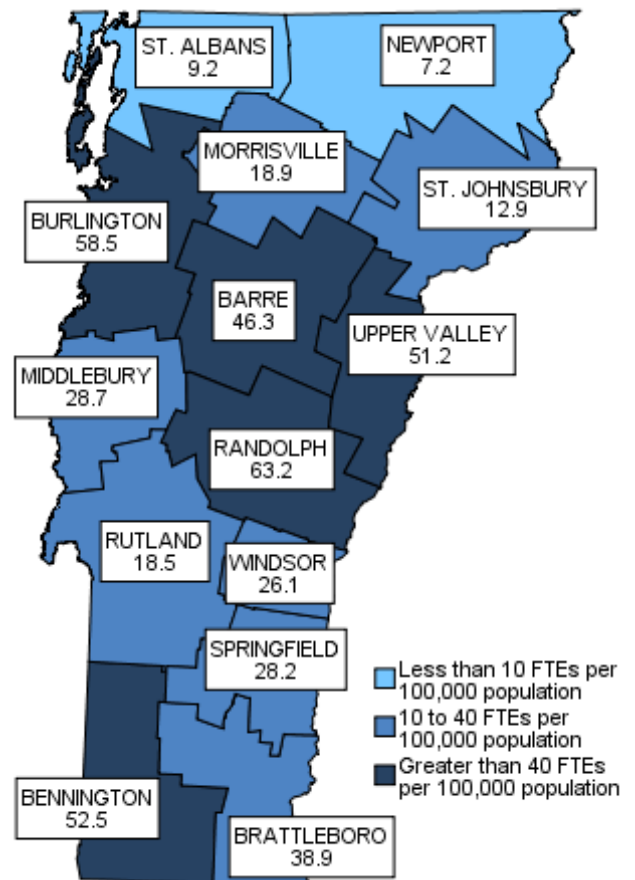 ST. ALBANS
9.2
NEWPORT
7.2
MORRISVILLE
18.9
ST. JOHNSBURY
12.9
BURLINGTON
58.5
BARRE
46.3
UPPER VALLEY
51.2
MIDDLEBURY
28.7
RANDOLPH
63.2
RUTLAND
18.5
WINDSOR
26.1
SPRINGFIELD
28.2
Less than 10 FTEs per
100,000 population
10 to 40 FTEs per
100,000 population
Greater than 40 FTEs
per 100,000 population
BENNINGTON
52.5
BRATTLEBORO
38.9